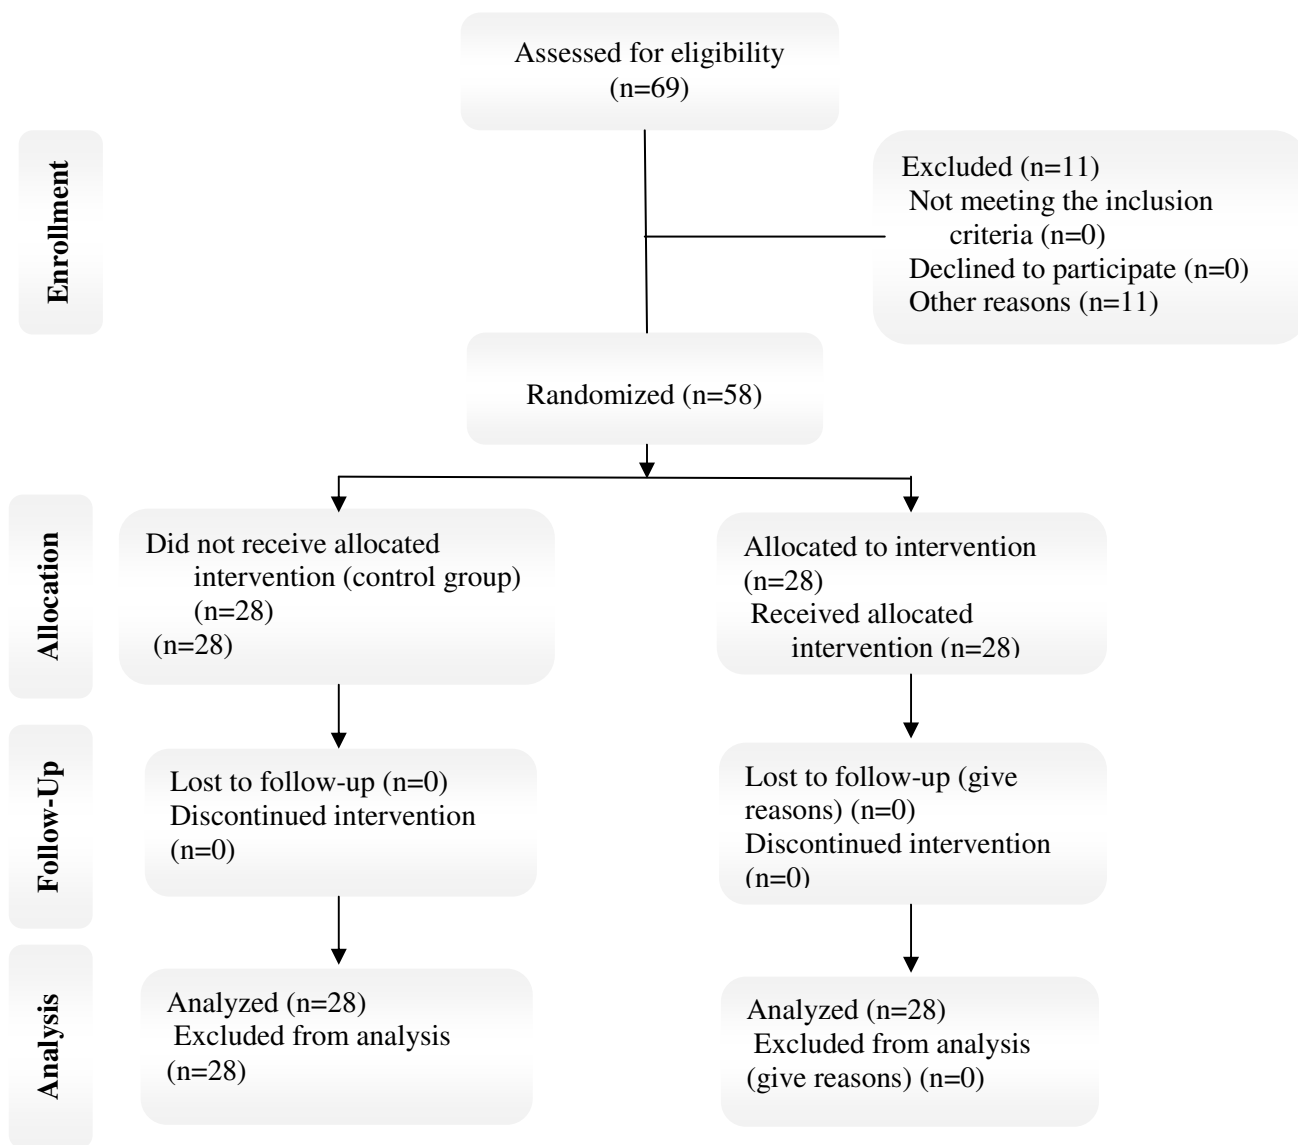 Assessed for eligibility
(n=69)
Enrollment
Excluded (n=11)
Not meeting the inclusion
criteria (n=0)
Declined to participate (n=0)
Other reasons (n=11)
Randomized (n=58)
Allocation
Did not receive allocated
intervention (control group)
(n=28)
(n=28)
Allocated to intervention
(n=28)
Received allocated
intervention (n=28)
Follow-Up
Lost to follow-up (n=0)
Discontinued intervention
(n=0)
Lost to follow-up (give
reasons) (n=0)
Discontinued intervention
(n=0)
Analysis
Analyzed (n=28)
Excluded from analysis
(n=28)
Analyzed (n=28)
Excluded from analysis
(give reasons) (n=0)